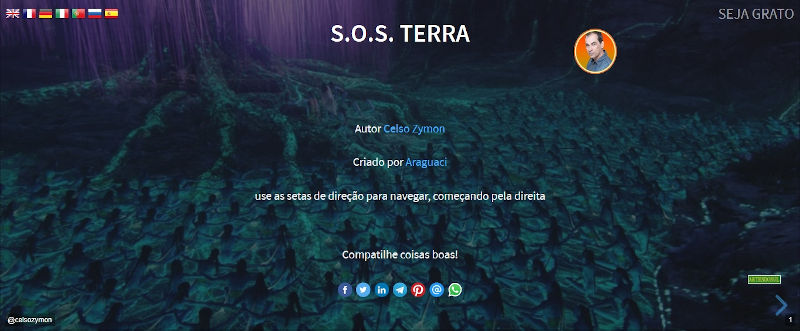 SEJA GRATO
S.O.S. TERRA
Autor Celso Zymon
Criado por Araguaci
use as setas de direção para navegar, começando pela direita
Compatilhe coisas boas!
@celsozymon
1